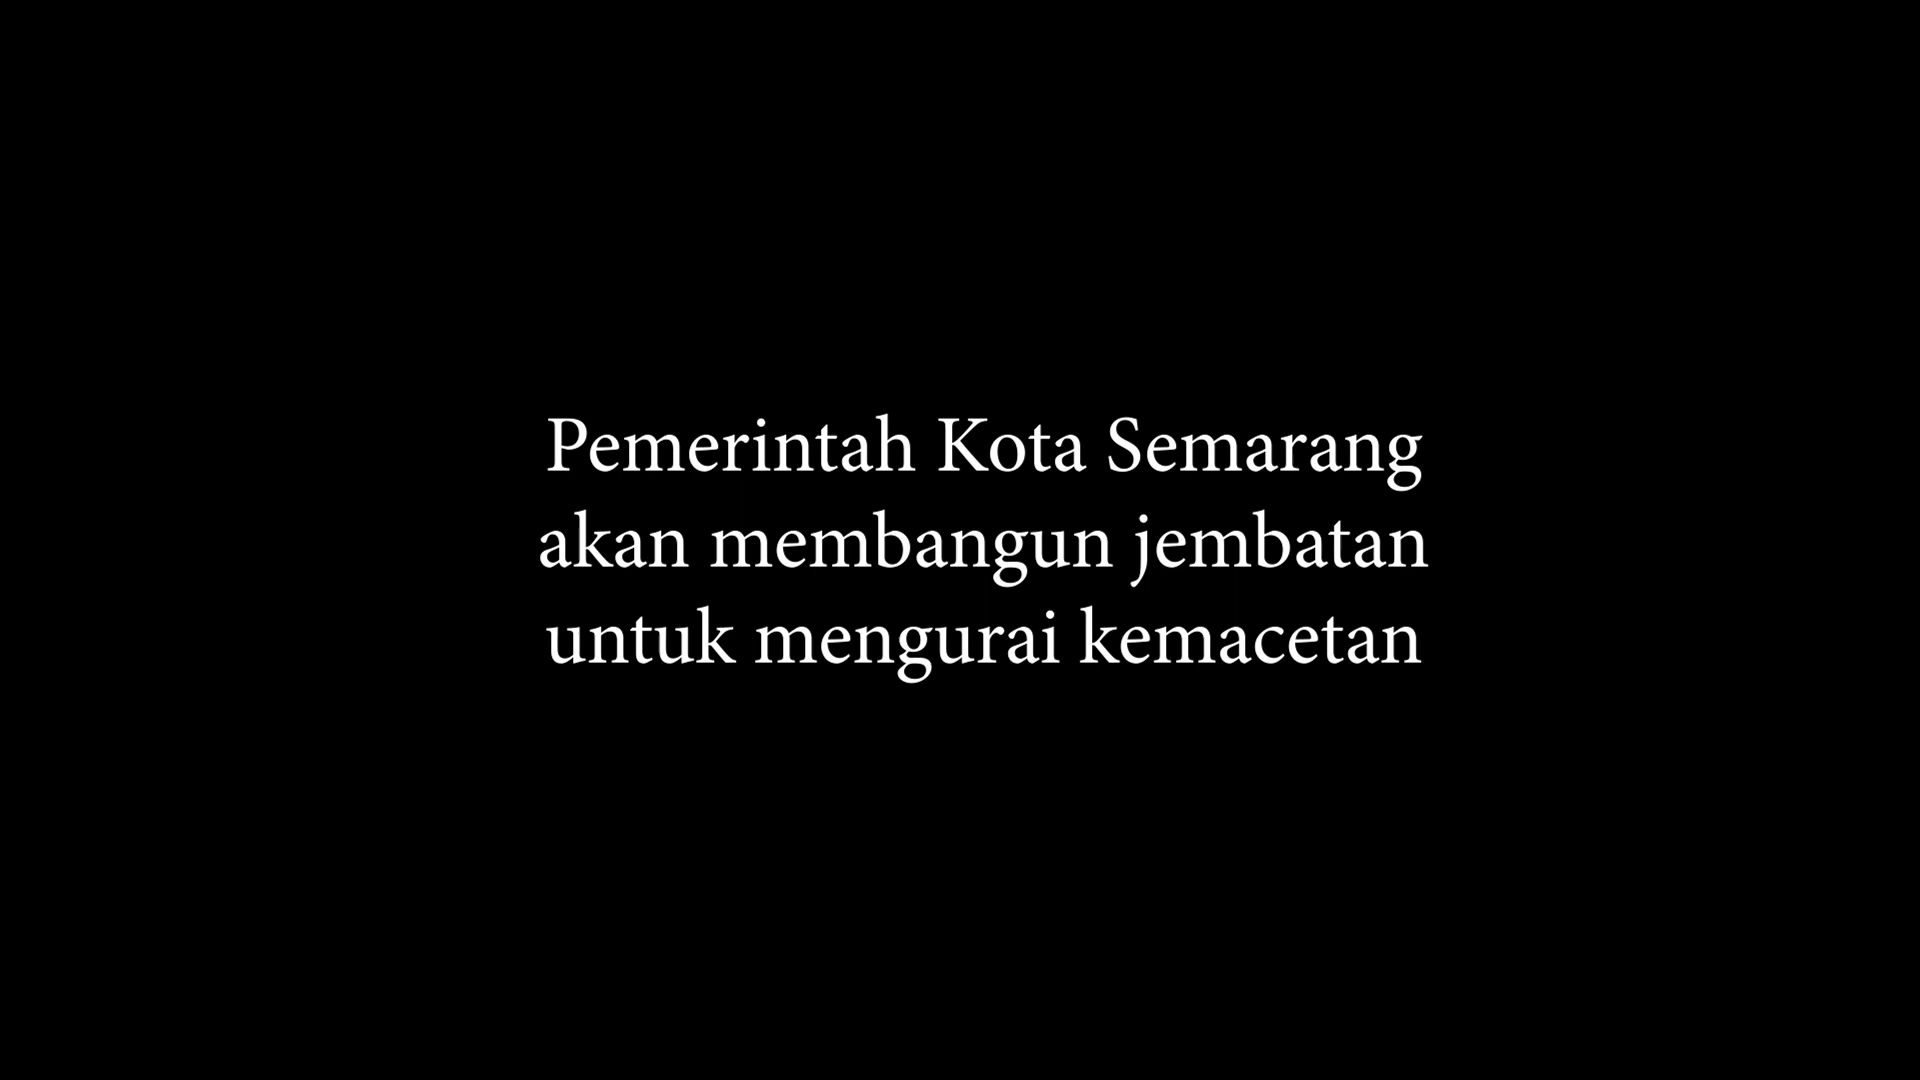 Pemerintah Kota Semarang
akan membangun jembatan
untuk mengurai kemacetan